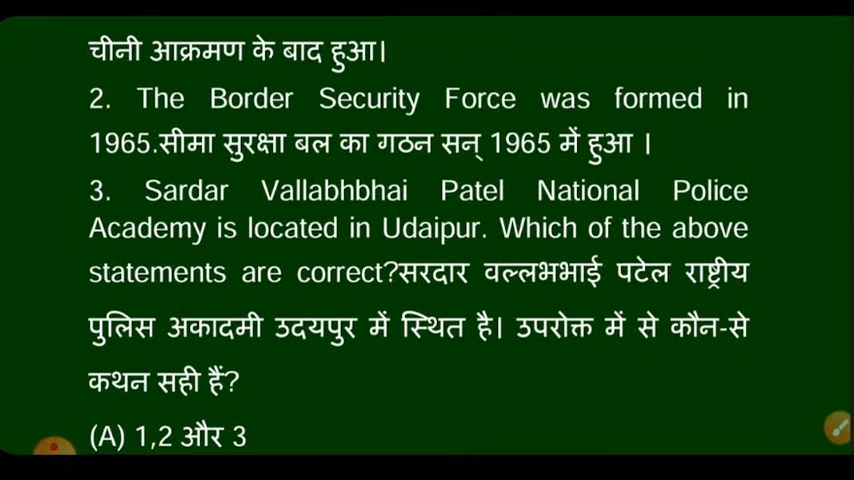 चीनी आक्रमण के बाद हुआ।
2. The Border Security Force was formed in
1965.सीमा सुरक्षा बल का गठन सन् 1965 में हुआ ।
3. Sardar Vallabhbhai Patel National Police
Academy is located in Udaipur. Which of the above
statements are correct?सरदार वल्लभभाई पटेल राष्ट्रीय
पुलिस अकादमी उदयपुर में स्थित है। उपरोक्त में से कौन-से
कथन सही हैं?
(A) 1,2 और 3